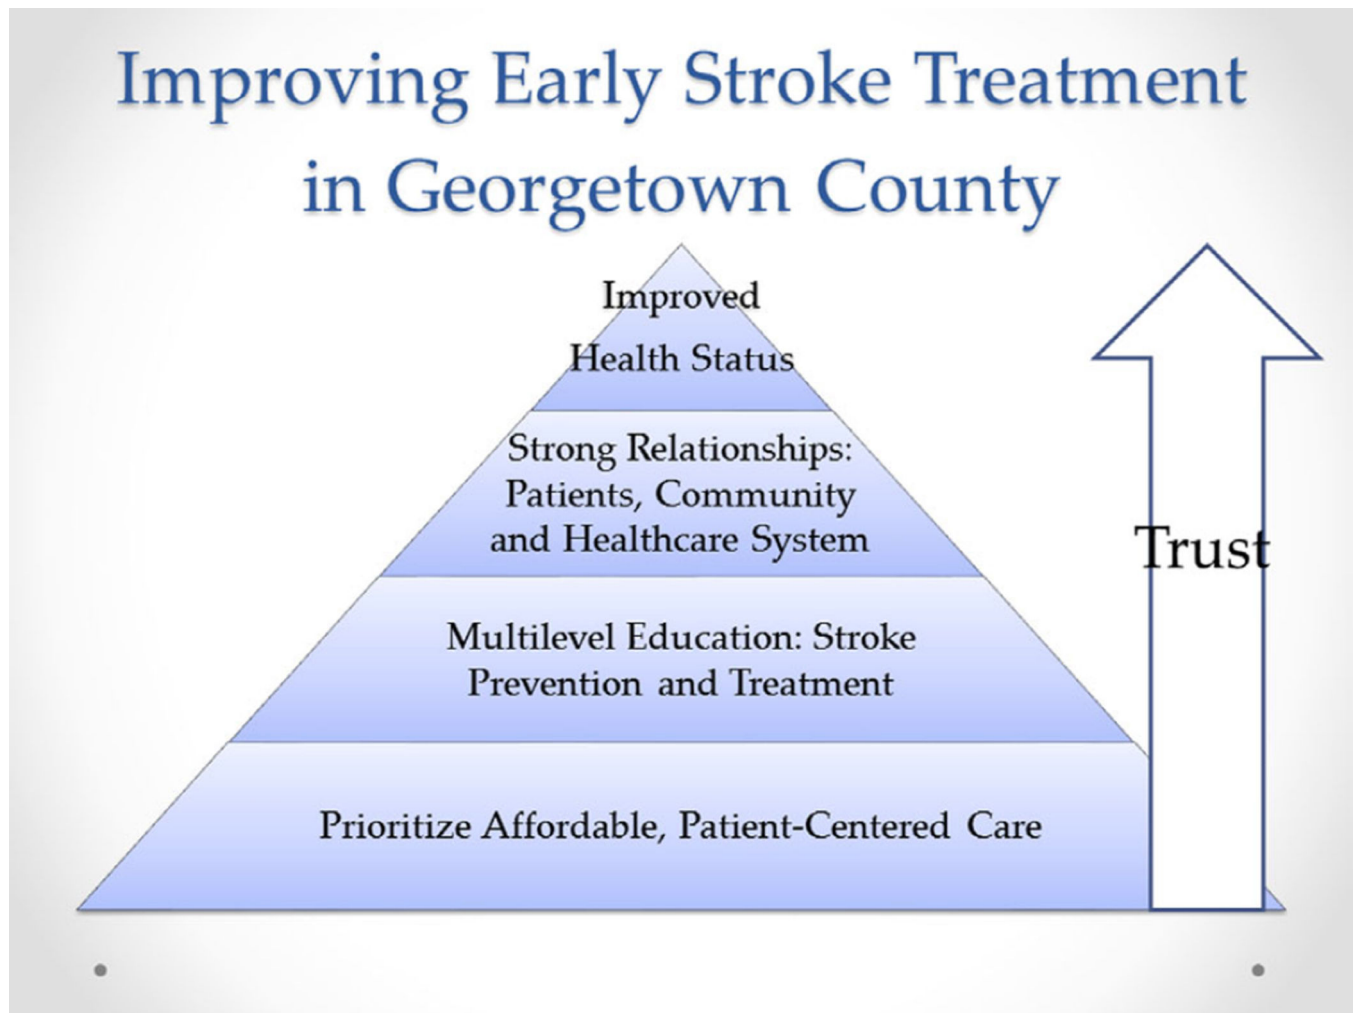 Improving Early Stroke Treatment
in Georgetown County
Improved
Health Status
Strong Relationships:
Patients, Community
and Healthcare System
Trust
Multilevel Education: Stroke
Prevention and Treatment
Prioritize Affordable, Patient-Centered Care